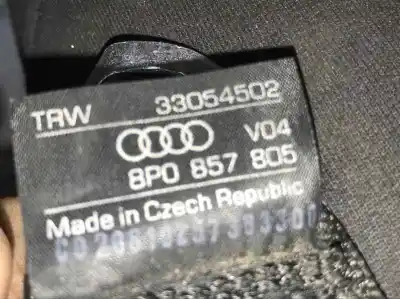 TRW 33054502
V04
8P0 857 805
Made in Czech Republic